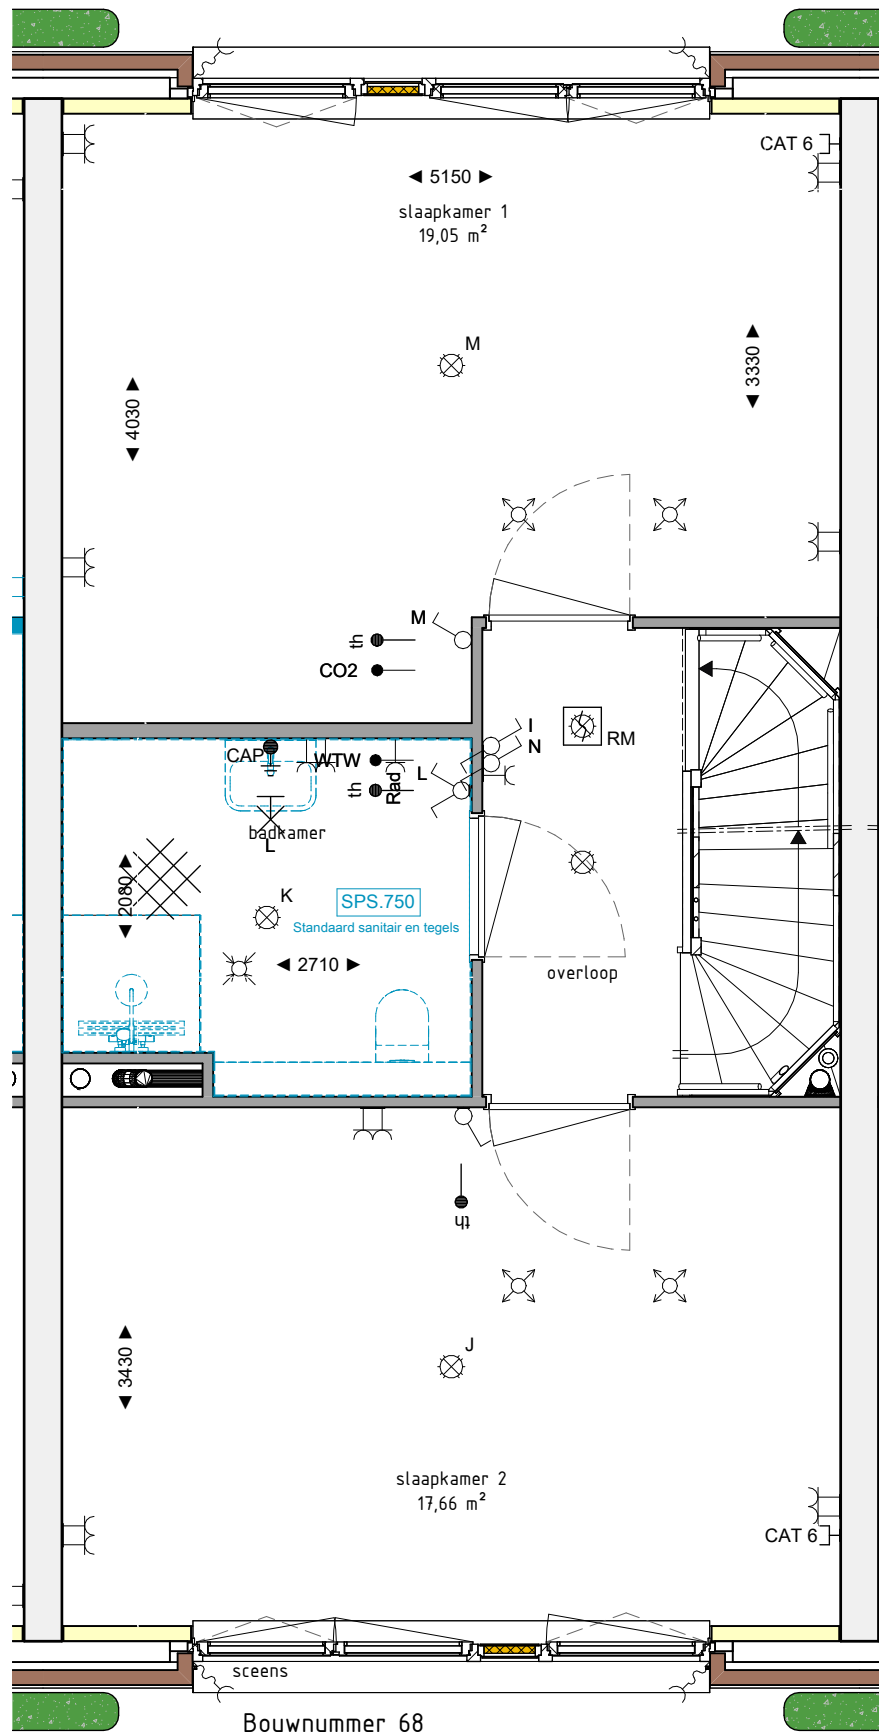 CAT 6
5150
slaapkamer 1
19,05 m²
M
3330
4030
M
th
CO2
I
N
RM
CAP
WTW
L
th
Rad
badkamer
L
2080
K
SPS.750
Standaard sanitair en tegels
2710
overloop
th
J
3430
slaapkamer 2
17,66 m²
CAT 6
sceens
Bouwnummer 68